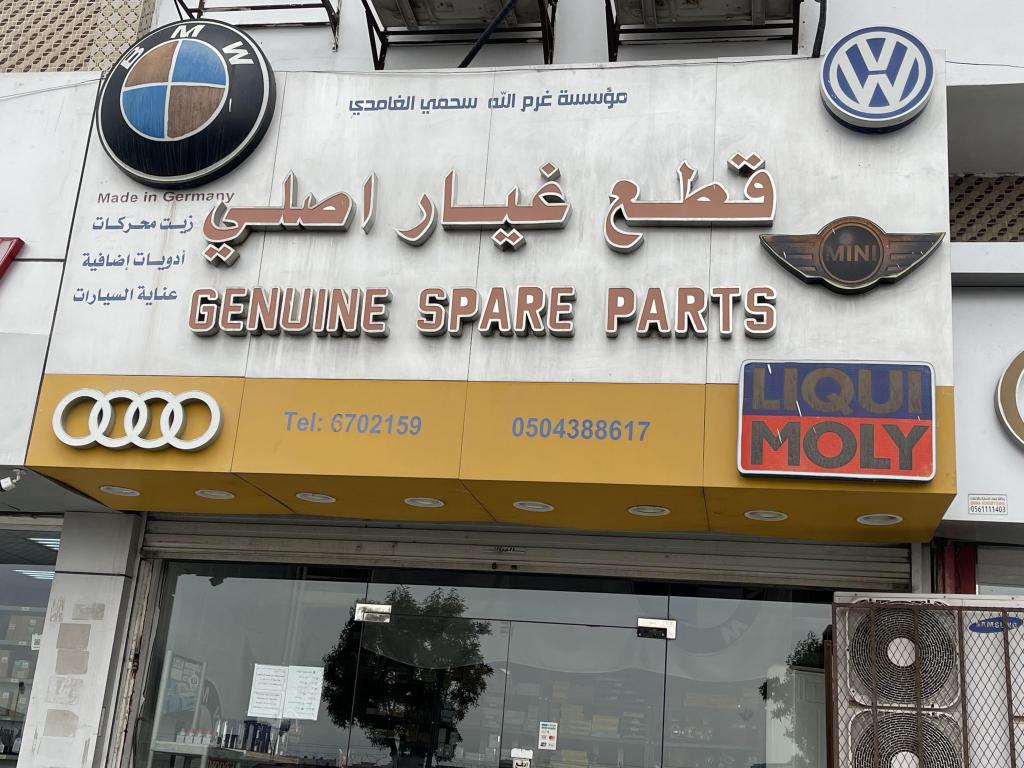 BMW
مؤسسة غرم الله سحمي الغامدي
VW
قطع غيار اصلي
Made in Germany
زيت محركات
أدويات إضافية
عناية السيارات
MINI
GENUINE SPARE PARTS
Tel: 6702159
0504388617
LIQUI
MOLY
0561111403
SAMSUNG